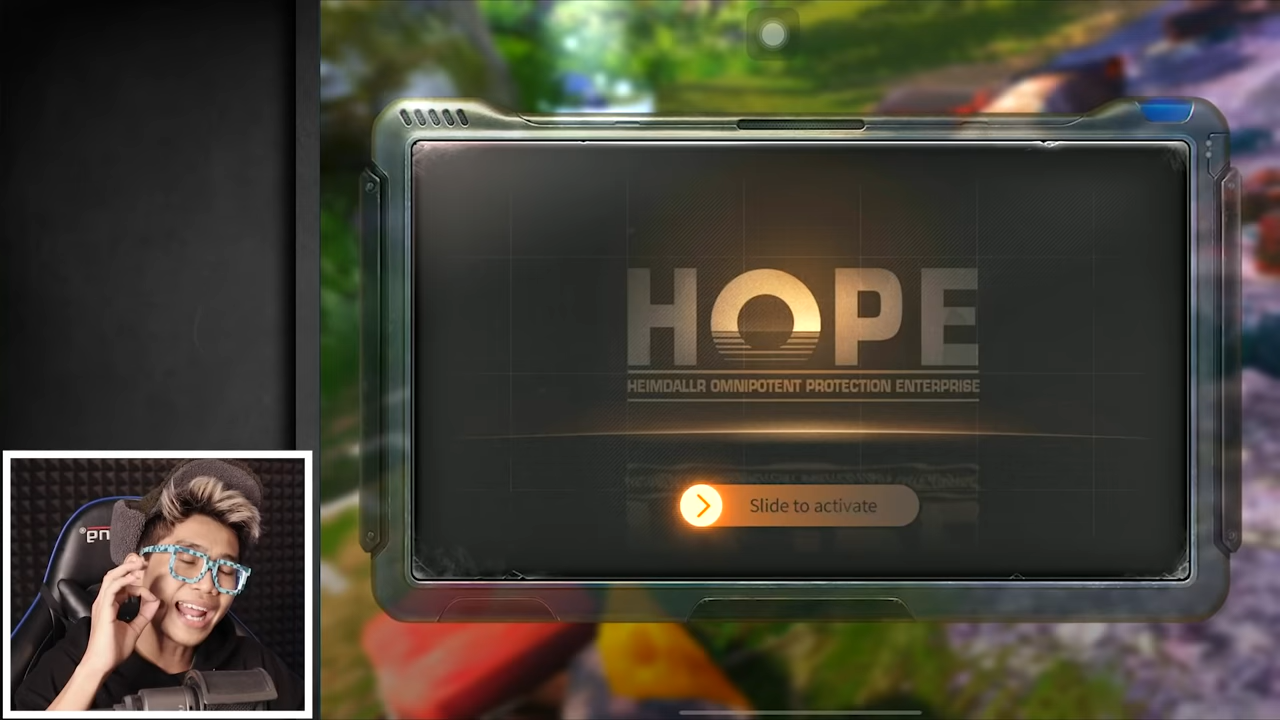 HOPE
HEIMDALLR OMNIPOTENT PROTECTION ENTERPRISE
Slide to activate